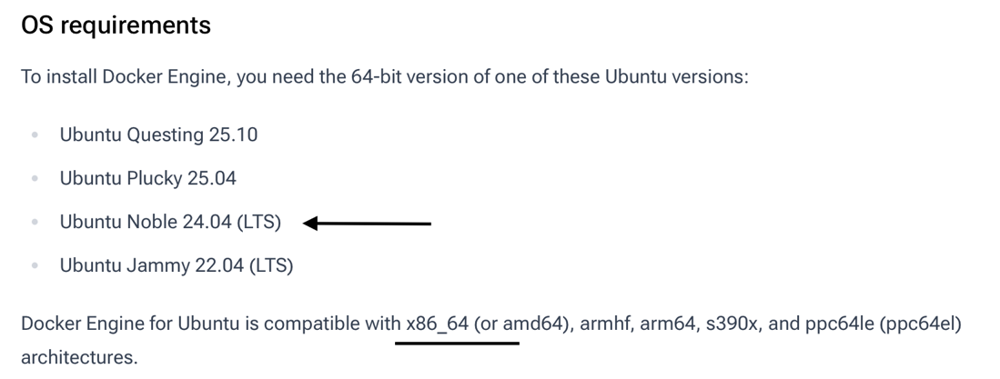 OS requirements
To install Docker Engine, you need the 64-bit version of one of these Ubuntu versions:
Ubuntu Questing 25.10
Ubuntu Plucky 25.04
Ubuntu Noble 24.04 (LTS)
Ubuntu Jammy 22.04 (LTS)
Docker Engine for Ubuntu is compatible with x86_64 (or amd64), armhf, arm64, s390x, and ppc64le (ppc64el)
architectures.